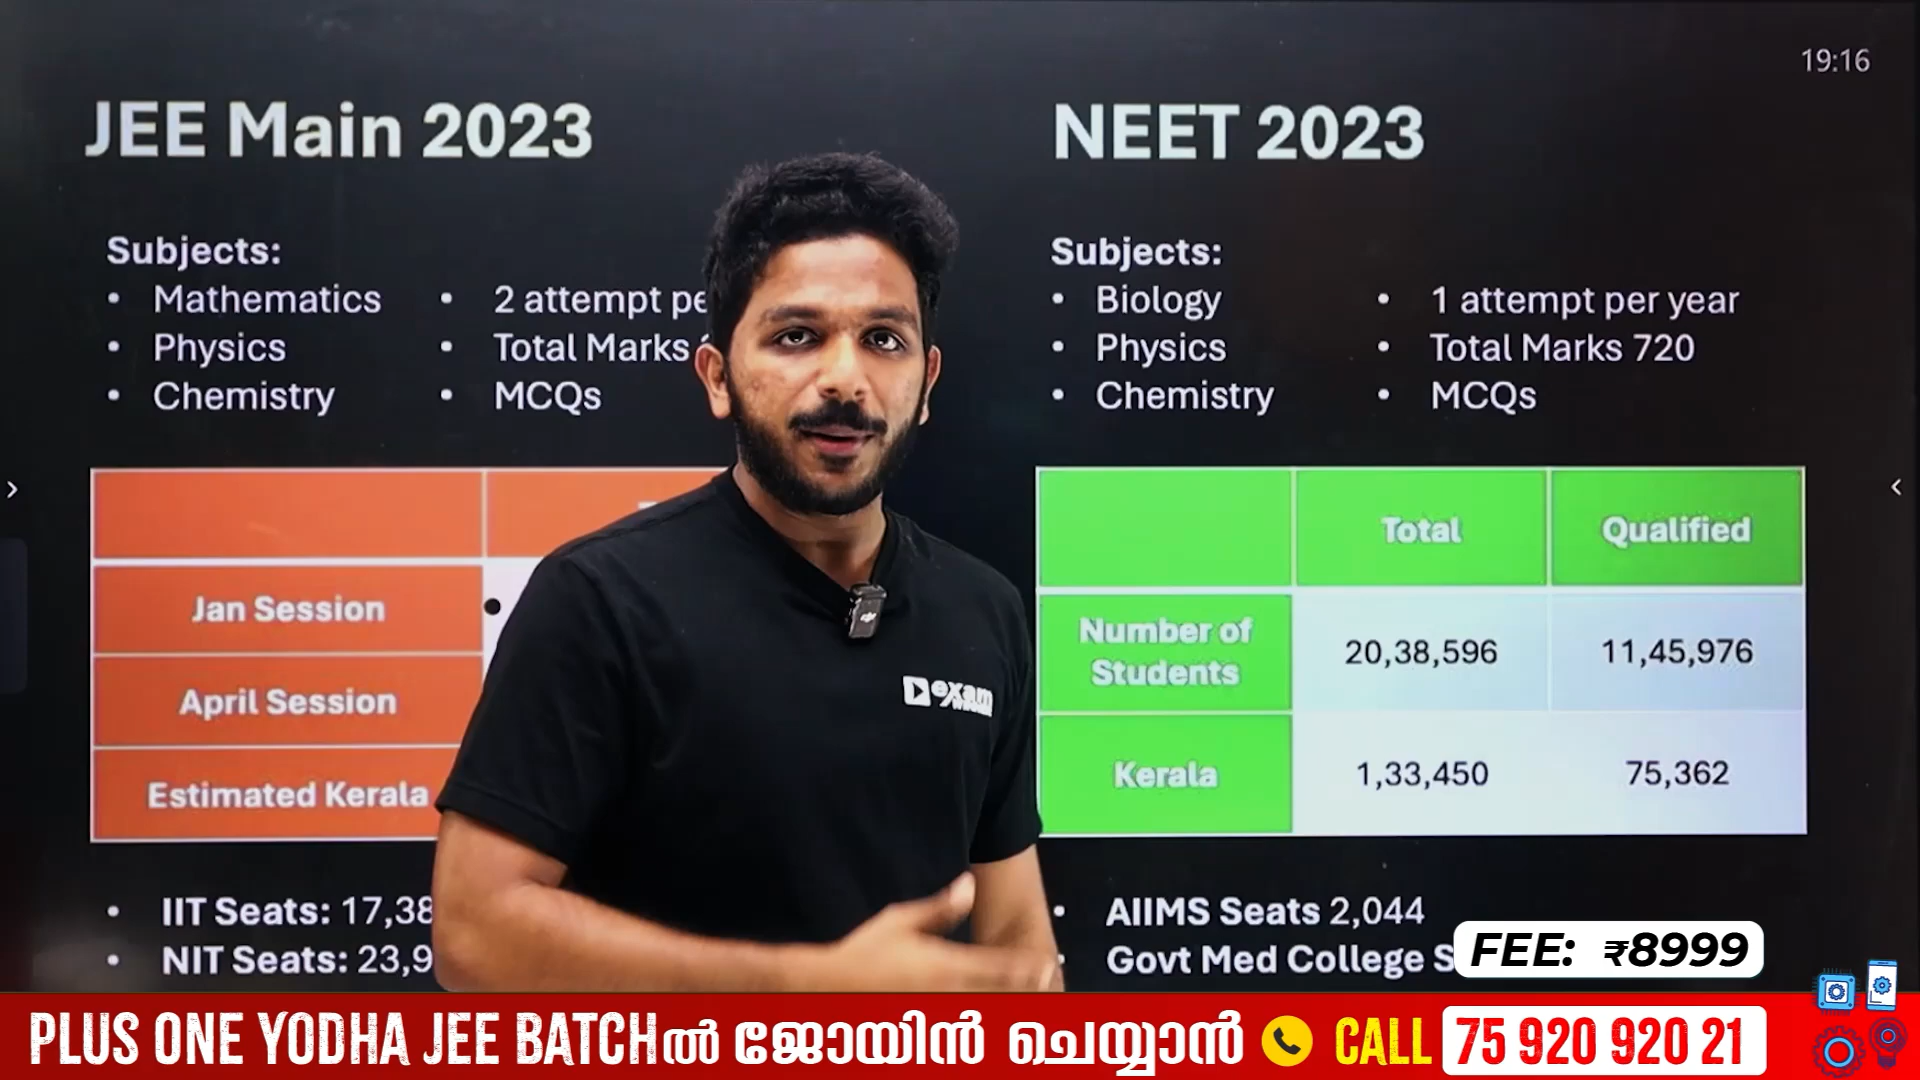 19:16
JEE Main 2023
Subjects:
• Mathematics
• Physics
• Chemistry
• 2 attempt
• Total Marks
• MCQs
Jan Session
April Session
Estimated Kerala
• IIT Seats: 17,38
• NIT Seats: 23,9
NEET 2023
Subjects:
• Biology
• Physics
• Chemistry
• 1 attempt per year
• Total Marks 720
• MCQs
Total Qualified
Number of Students 20,38,596 11,45,976
Kerala 1,33,450 75,362
• AIIMS Seats 2,044
Govt Med College S
exam
FEE: ₹8999
PLUS ONE YODHA JEE BATCHൽ ജോയിൻ ചെയ്യാൻ CALL 75 920 920 21